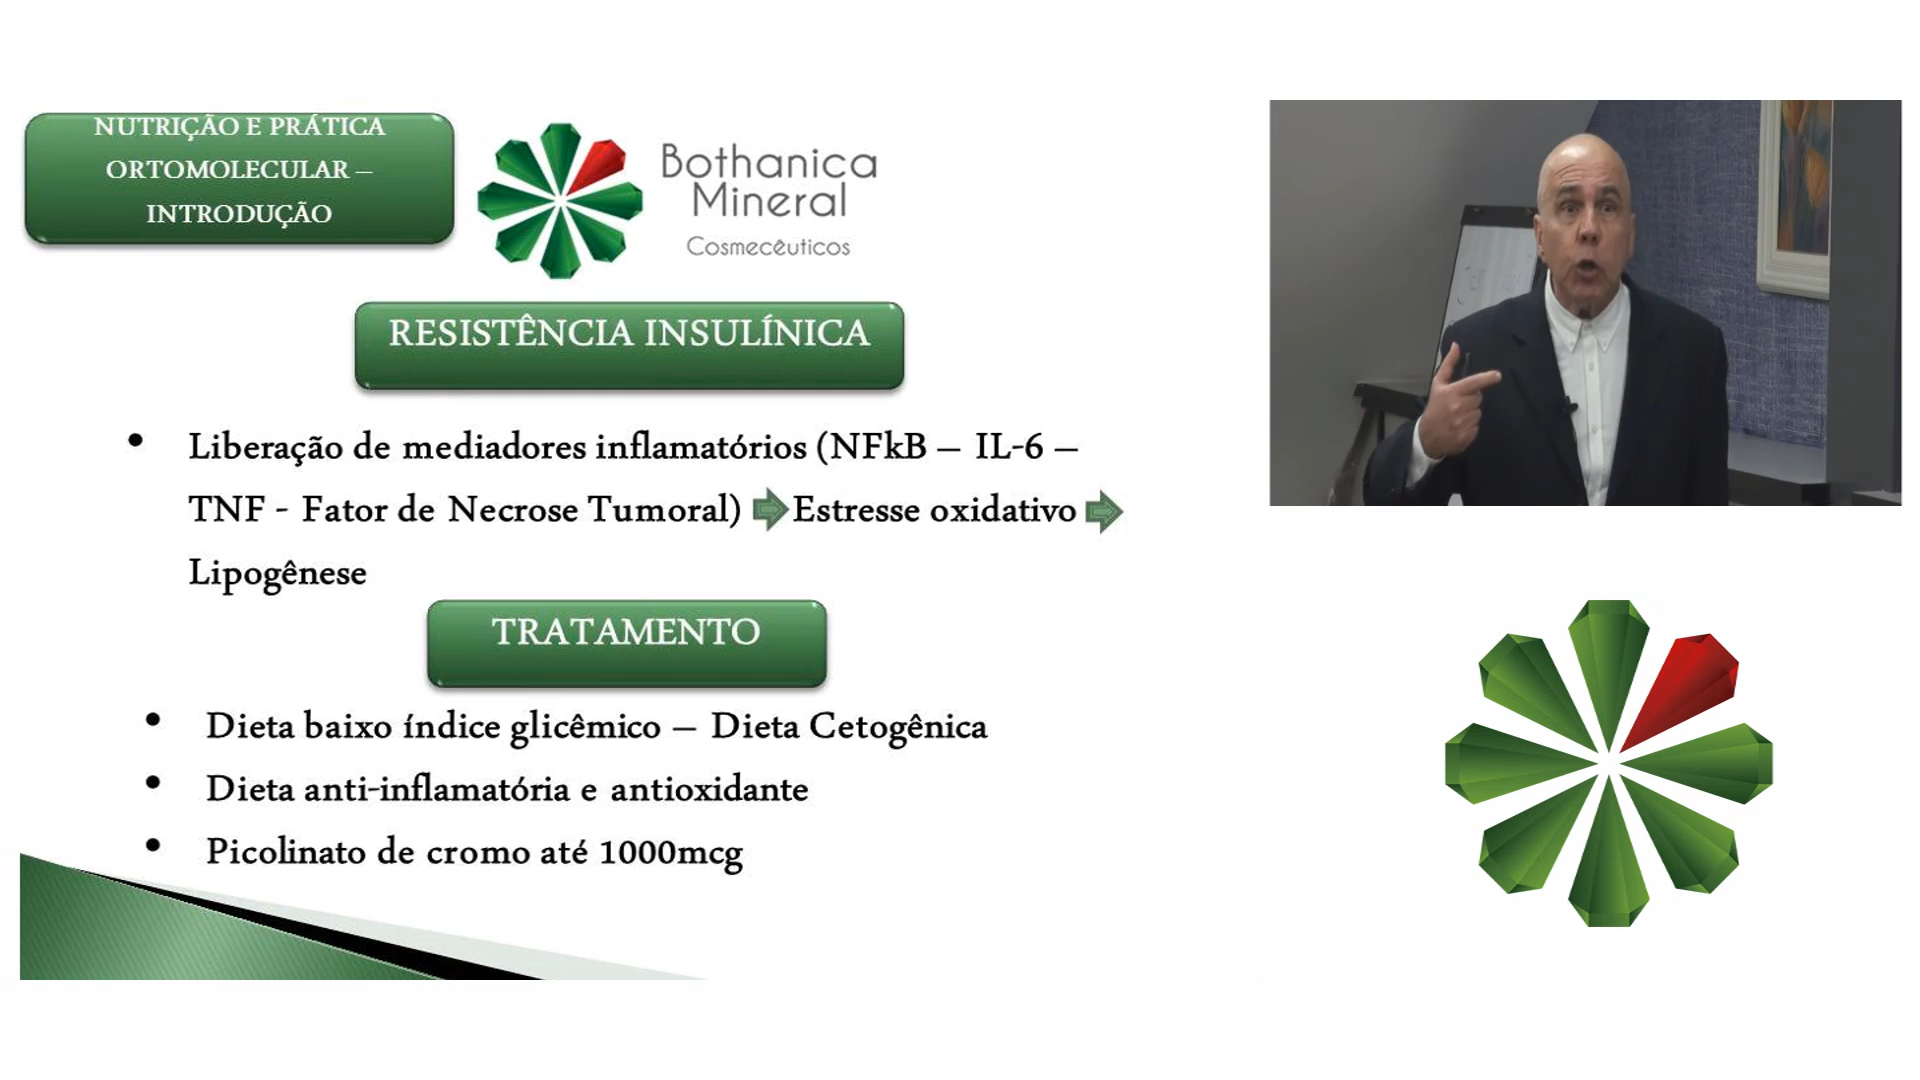 NUTRIÇÃO E PRÁTICA
ORTOMOLECULAR –
INTRODUÇÃO
Bothanica
Mineral
Cosmecêuticos
RESISTÊNCIA INSULÍNICA
• Liberação de mediadores inflamatórios (NFkB – IL-6 –
TNF - Fator de Necrose Tumoral) Estresse oxidativo
Lipogênese
TRATAMENTO
• Dieta baixo índice glicêmico – Dieta Cetogênica
• Dieta anti-inflamatória e antioxidante
• Picolinato de cromo até 1000mcg